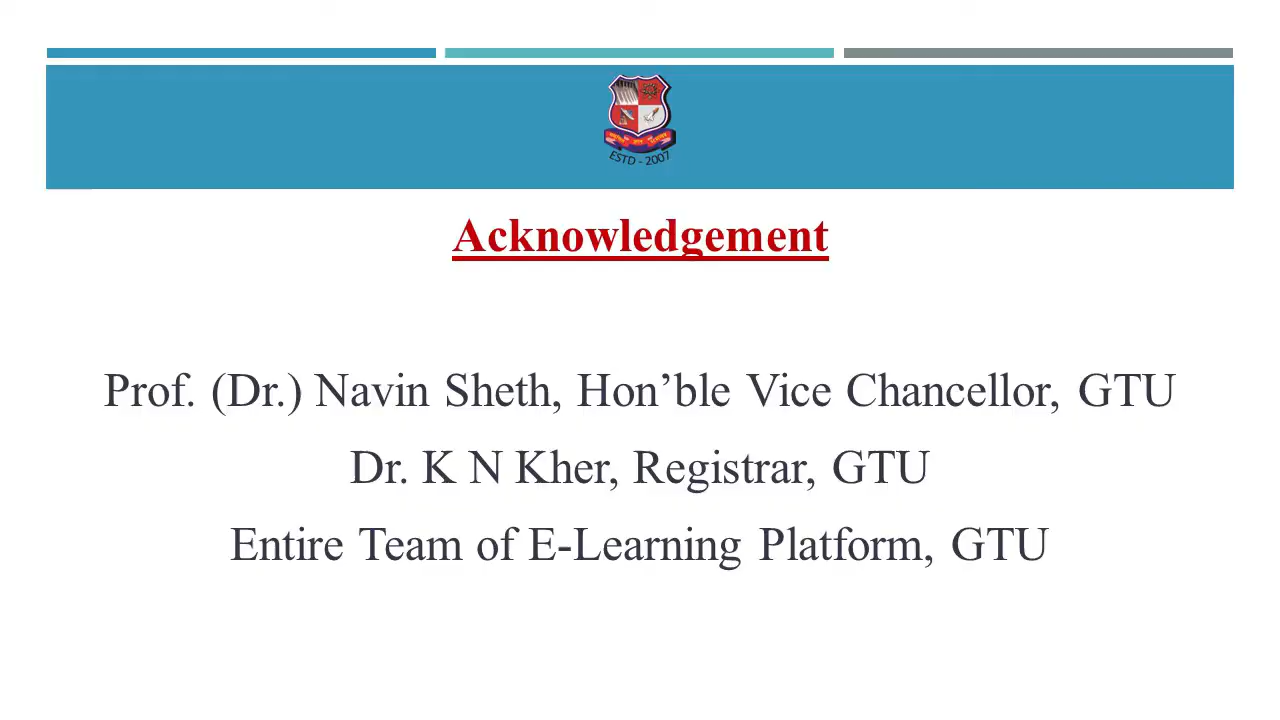 ESTD - 2007
Acknowledgement
Prof. (Dr.) Navin Sheth, Hon’ble Vice Chancellor, GTU
Dr. K N Kher, Registrar, GTU
Entire Team of E-Learning Platform, GTU